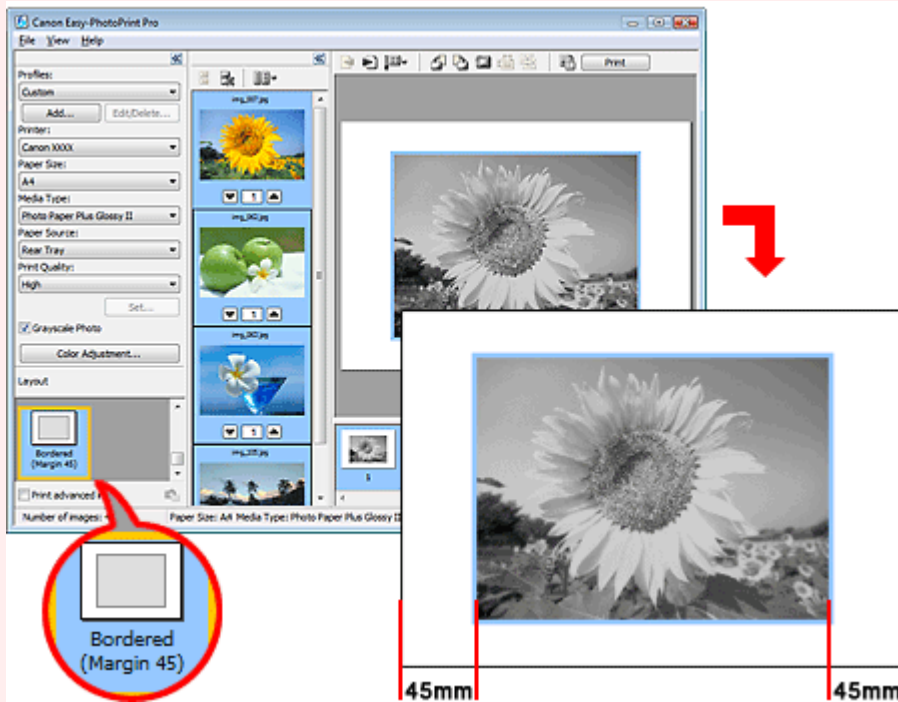 Canon Easy-PhotoPrint Pro
File View Help
Profiles:
Custom
Add... Edit/Delete...
Printer:
Canon XXXX
Paper Size:
A4
Media Type:
Photo Paper Plus Glossy II
Paper Source:
Rear Tray
Print Quality:
High
Set...
Grayscale Photo
Color Adjustment...
Layout
Bordered
(Margin 45)
Print advanced
Number of images:
Paper Size: A4 Media Type: Photo Paper Plus Glossy II
1
1
1
Print
Bordered
(Margin 45)
45mm
45mm